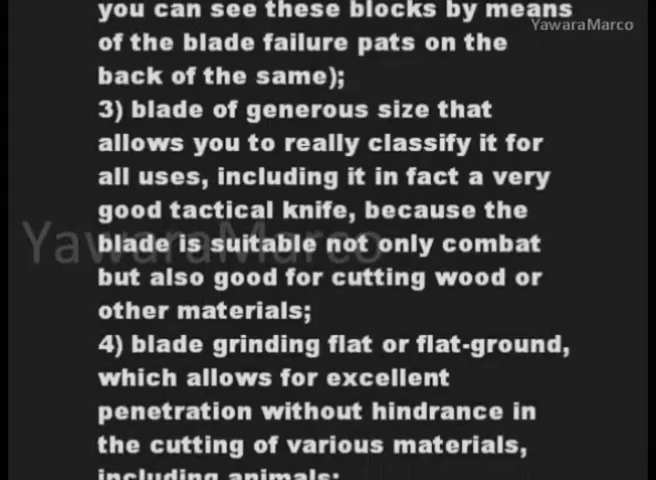 you can see these blocks by means
YawaraMarco
of the blade failure pats on the
back of the same);
3) blade of generous size that
allows you to really classify it for
all uses, including it in fact a very
good tactical knife, because the
YawaraMarco
blade is suitable not only combat
but also good for cutting wood or
other materials;
4) blade grinding flat or flat-ground,
which allows for excellent
penetration without hindrance in
the cutting of various materials,
including animals;